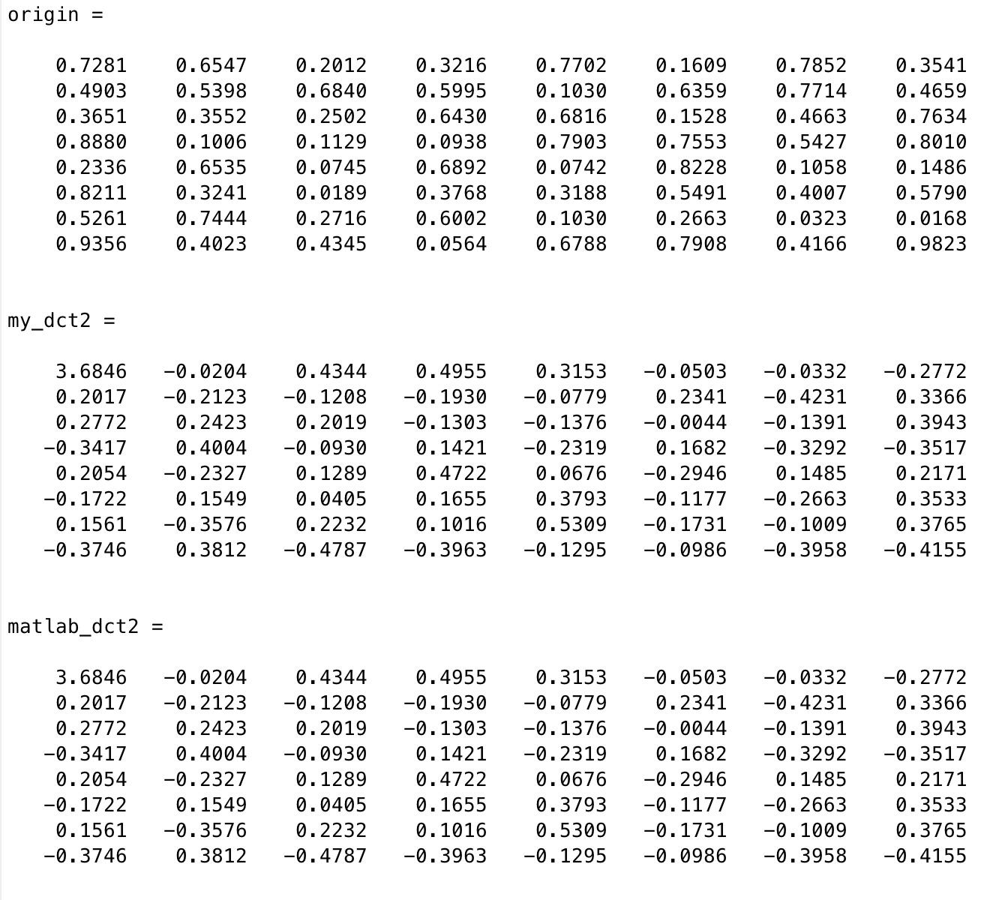 origin =
0.7281 0.6547 0.2012 0.3216 0.7702 0.1609 0.7852 0.3541
0.4903 0.5398 0.6840 0.5995 0.1030 0.6359 0.7714 0.4659
0.3651 0.3552 0.2502 0.6430 0.6816 0.1528 0.4663 0.7634
0.8880 0.1006 0.1129 0.0938 0.7903 0.7553 0.5427 0.8010
0.2336 0.6535 0.0745 0.6892 0.0742 0.8228 0.1058 0.1486
0.8211 0.3241 0.0189 0.3768 0.3188 0.5491 0.4007 0.5790
0.5261 0.7444 0.2716 0.6002 0.1030 0.2663 0.0323 0.0168
0.9356 0.4023 0.4345 0.0564 0.6788 0.7908 0.4166 0.9823
my_dct2 =
3.6846 −0.0204 0.4344 0.4955 0.3153 −0.0503 −0.0332 −0.2772
0.2017 −0.2123 −0.1208 −0.1930 −0.0779 0.2341 −0.4231 0.3366
0.2772 0.2423 0.2019 −0.1303 −0.1376 −0.0044 −0.1391 0.3943
−0.3417 0.4004 −0.0930 0.1421 −0.2319 0.1682 −0.3292 −0.3517
0.2054 −0.2327 0.1289 0.4722 0.0676 −0.2946 0.1485 0.2171
−0.1722 0.1549 0.0405 0.1655 0.3793 −0.1177 −0.2663 0.3533
0.1561 −0.3576 0.2232 0.1016 0.5309 −0.1731 −0.1009 0.3765
−0.3746 0.3812 −0.4787 −0.3963 −0.1295 −0.0986 −0.3958 −0.4155
matlab_dct2 =
3.6846 −0.0204 0.4344 0.4955 0.3153 −0.0503 −0.0332 −0.2772
0.2017 −0.2123 −0.1208 −0.1930 −0.0779 0.2341 −0.4231 0.3366
0.2772 0.2423 0.2019 −0.1303 −0.1376 −0.0044 −0.1391 0.3943
−0.3417 0.4004 −0.0930 0.1421 −0.2319 0.1682 −0.3292 −0.3517
0.2054 −0.2327 0.1289 0.4722 0.0676 −0.2946 0.1485 0.2171
−0.1722 0.1549 0.0405 0.1655 0.3793 −0.1177 −0.2663 0.3533
0.1561 −0.3576 0.2232 0.1016 0.5309 −0.1731 −0.1009 0.3765
−0.3746 0.3812 −0.4787 −0.3963 −0.1295 −0.0986 −0.3958 −0.4155